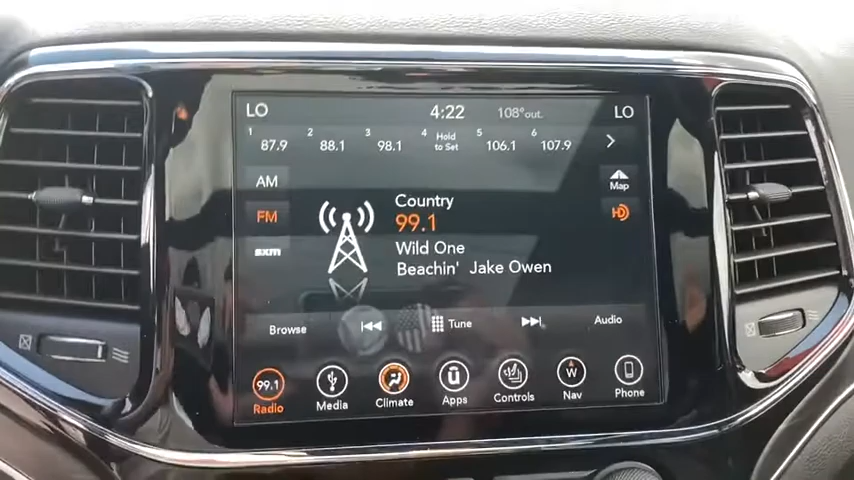 LO 4:22 108°out. LO
1 87.9 2 88.1 3 98.1 4 Hold to Set 5 106.1 6 107.9
AM
Map
FM
HD
Country
99.1
Wild One
Beachin' Jake Owen
sxm
Browse Tune Audio
99.1 W
Radio Media Climate Apps Controls Nav Phone